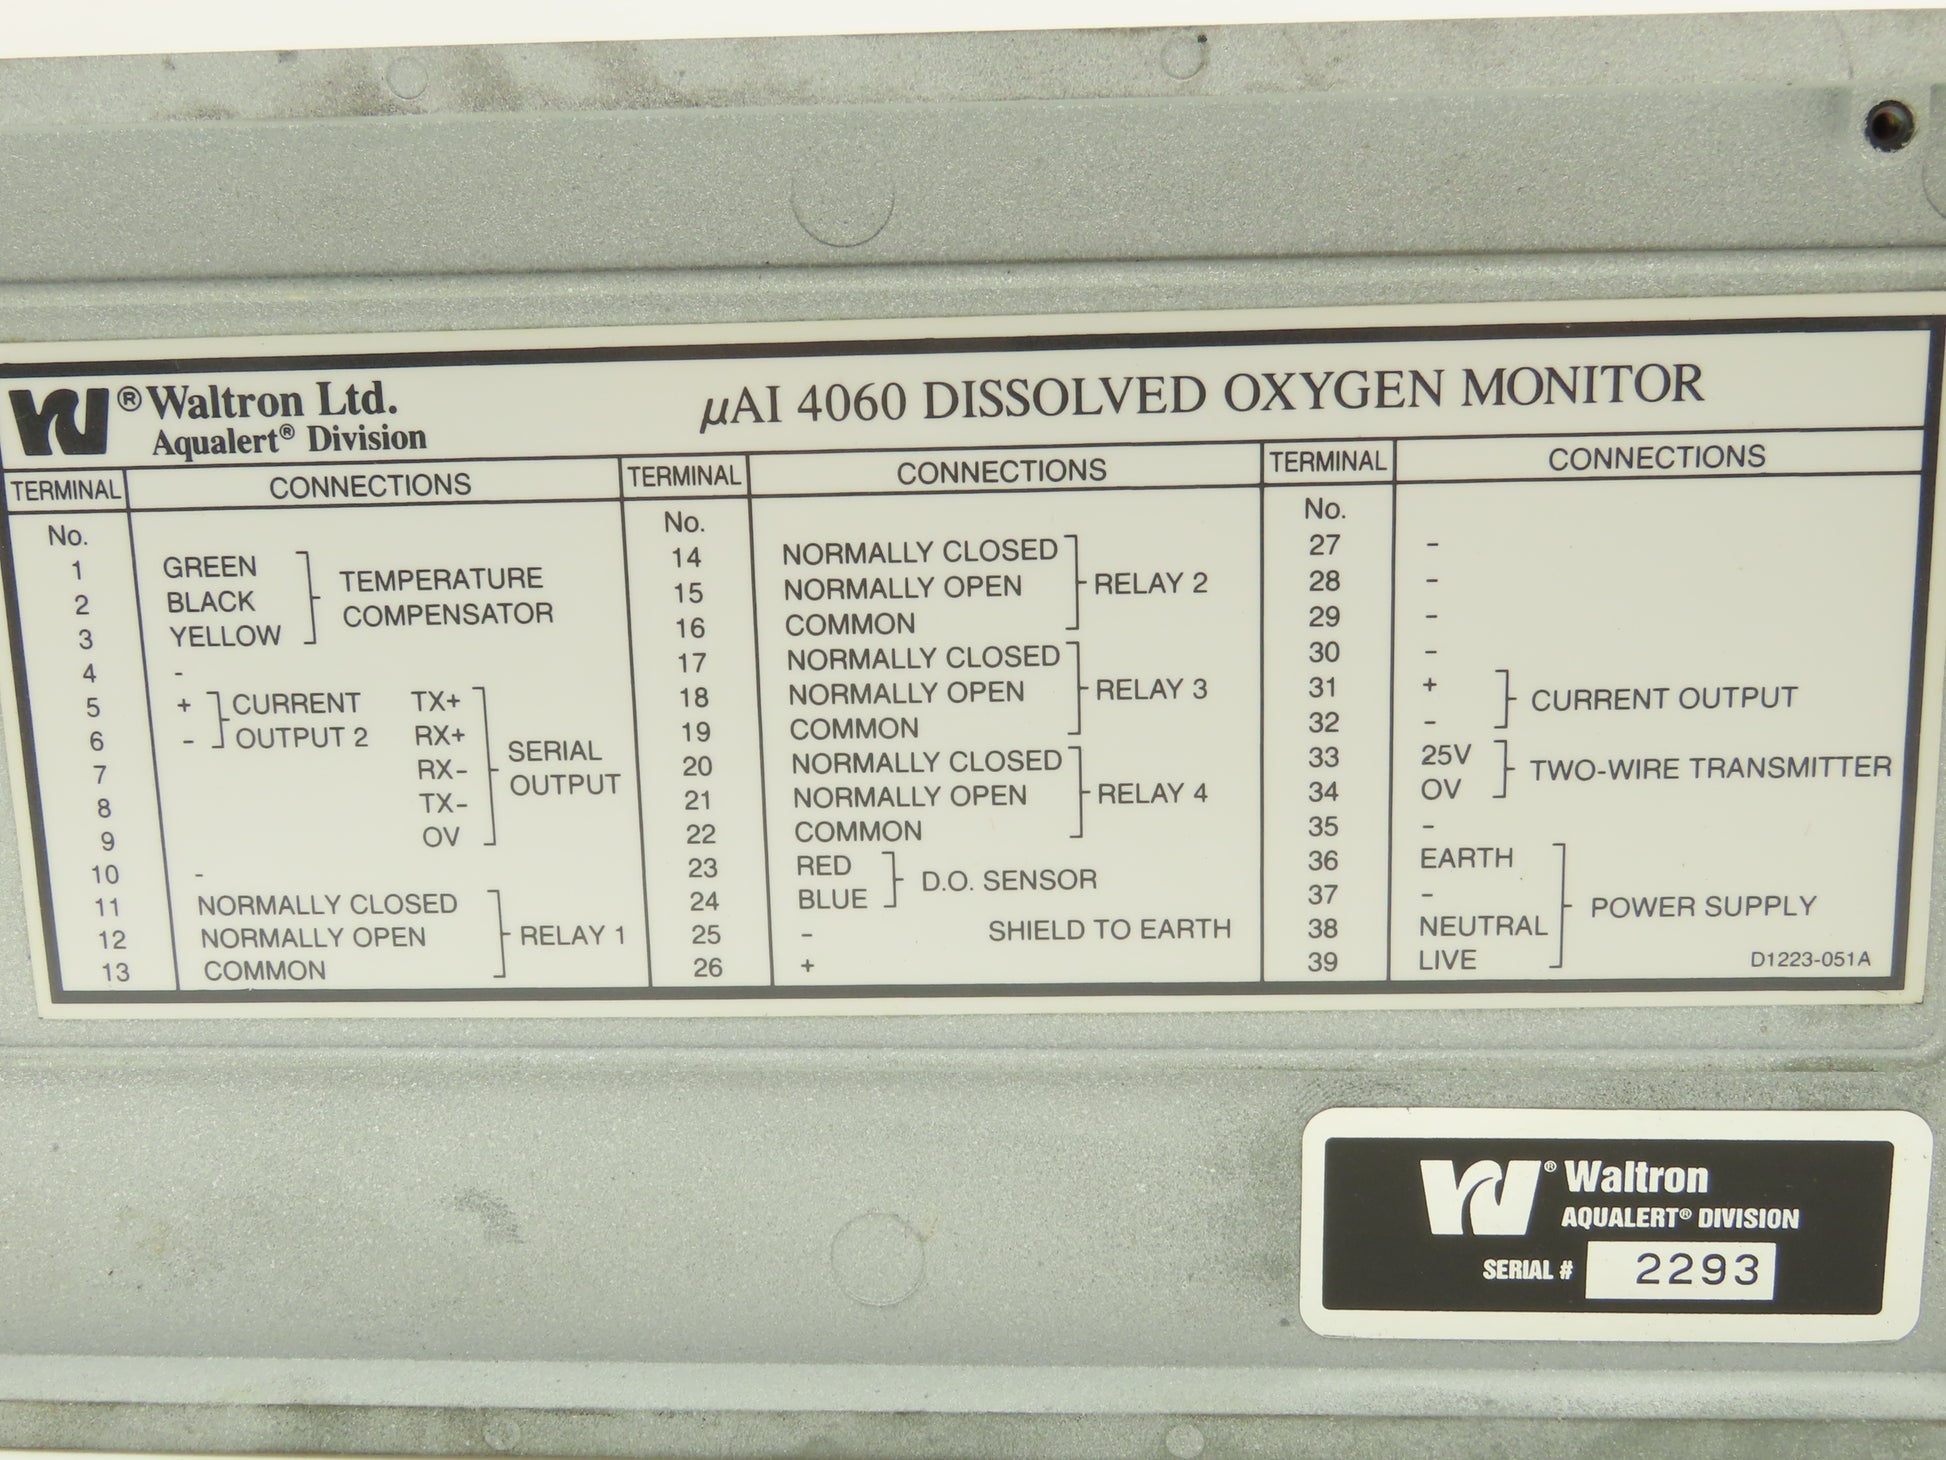 ® Waltron Ltd.
Aqualert® Division
µAI 4060 DISSOLVED OXYGEN MONITOR
TERMINAL CONNECTIONS
No.
1 GREEN
2 BLACK
3 YELLOW
TEMPERATURE
COMPENSATOR
4 -
5 + TX+
6 - RX+
CURRENT
OUTPUT 2
7 RX-
8 TX-
9 OV
SERIAL
OUTPUT
10 -
11 NORMALLY CLOSED
12 NORMALLY OPEN RELAY 1
13 COMMON
TERMINAL CONNECTIONS
No.
14 NORMALLY CLOSED
15 NORMALLY OPEN RELAY 2
16 COMMON
17 NORMALLY CLOSED
18 NORMALLY OPEN RELAY 3
19 COMMON
20 NORMALLY CLOSED
21 NORMALLY OPEN RELAY 4
22 COMMON
23 RED
24 BLUE
D.O. SENSOR
25 - SHIELD TO EARTH
26 +
TERMINAL CONNECTIONS
No.
27 -
28 -
29 -
30 -
31 +
32 -
CURRENT OUTPUT
33 25V
34 OV
TWO-WIRE TRANSMITTER
35 -
36 EARTH
37 -
POWER SUPPLY
38 NEUTRAL
39 LIVE
D1223-051A
® Waltron
AQUALERT® DIVISION
SERIAL # 2293